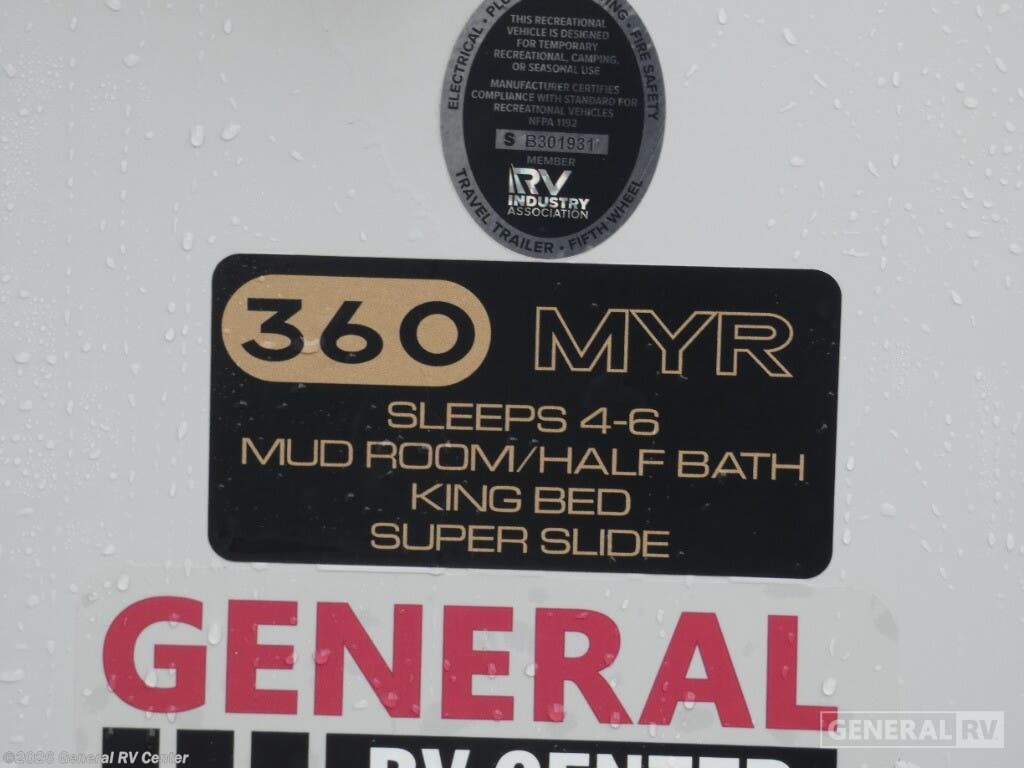 ELECTRICAL • FIRE SAFETY
THIS RECREATIONAL
VEHICLE IS DESIGNED
FOR TEMPORARY
RECREATIONAL, CAMPING,
OR SEASONAL USE
MANUFACTURER CERTIFIES
COMPLIANCE WITH STANDARD FOR
RECREATIONAL VEHICLES
NFPA 1192
S B301931
MEMBER
RV
INDUSTRY
ASSOCIATION
TRAVEL TRAILER • FIFTH WHEEL
360 MYR
SLEEPS 4-6
MUD ROOM/HALF BATH
KING BED
SUPER SLIDE
GENERAL
RV CENTER
GENERAL RV
©2026 General RV Center